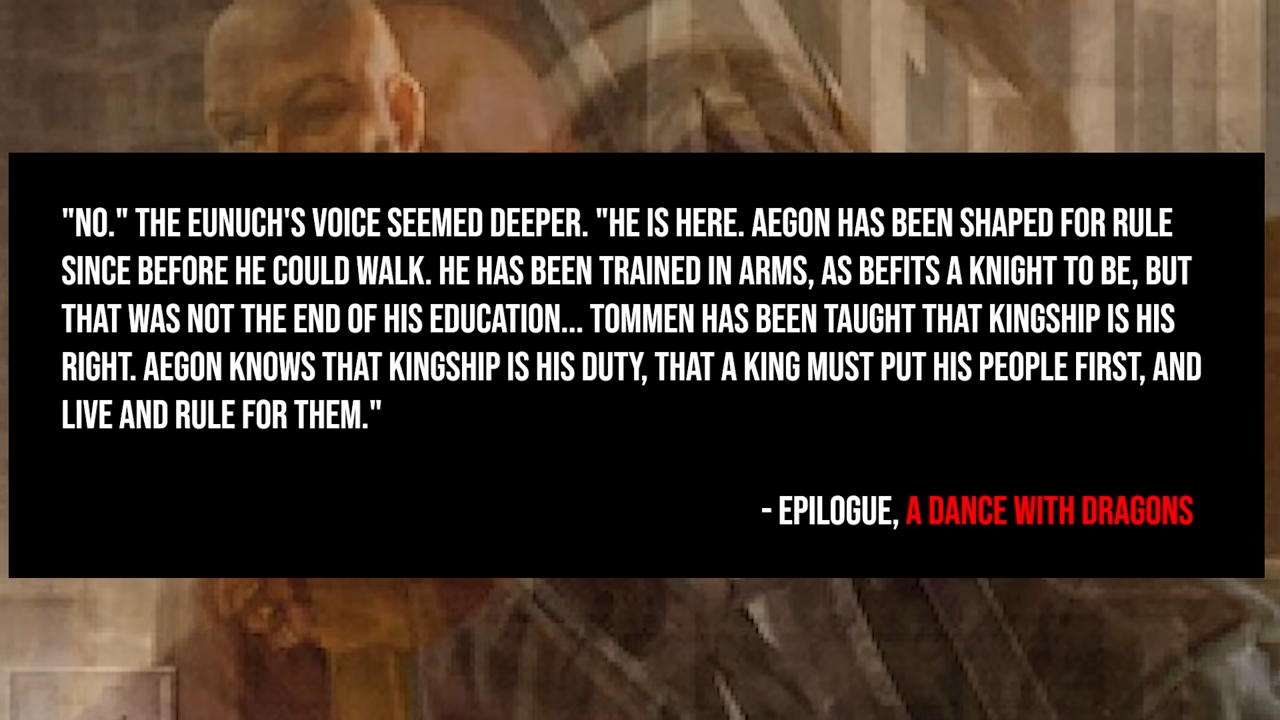 "NO." THE EUNUCH'S VOICE SEEMED DEEPER. "HE IS HERE. AEGON HAS BEEN SHAPED FOR RULE
SINCE BEFORE HE COULD WALK. HE HAS BEEN TRAINED IN ARMS, AS BEFITS A KNIGHT TO BE, BUT
THAT WAS NOT THE END OF HIS EDUCATION... TOMMEN HAS BEEN TAUGHT THAT KINGSHIP IS HIS
RIGHT. AEGON KNOWS THAT KINGSHIP IS HIS DUTY, THAT A KING MUST PUT HIS PEOPLE FIRST, AND
LIVE AND RULE FOR THEM."
- EPILOGUE, A DANCE WITH DRAGONS